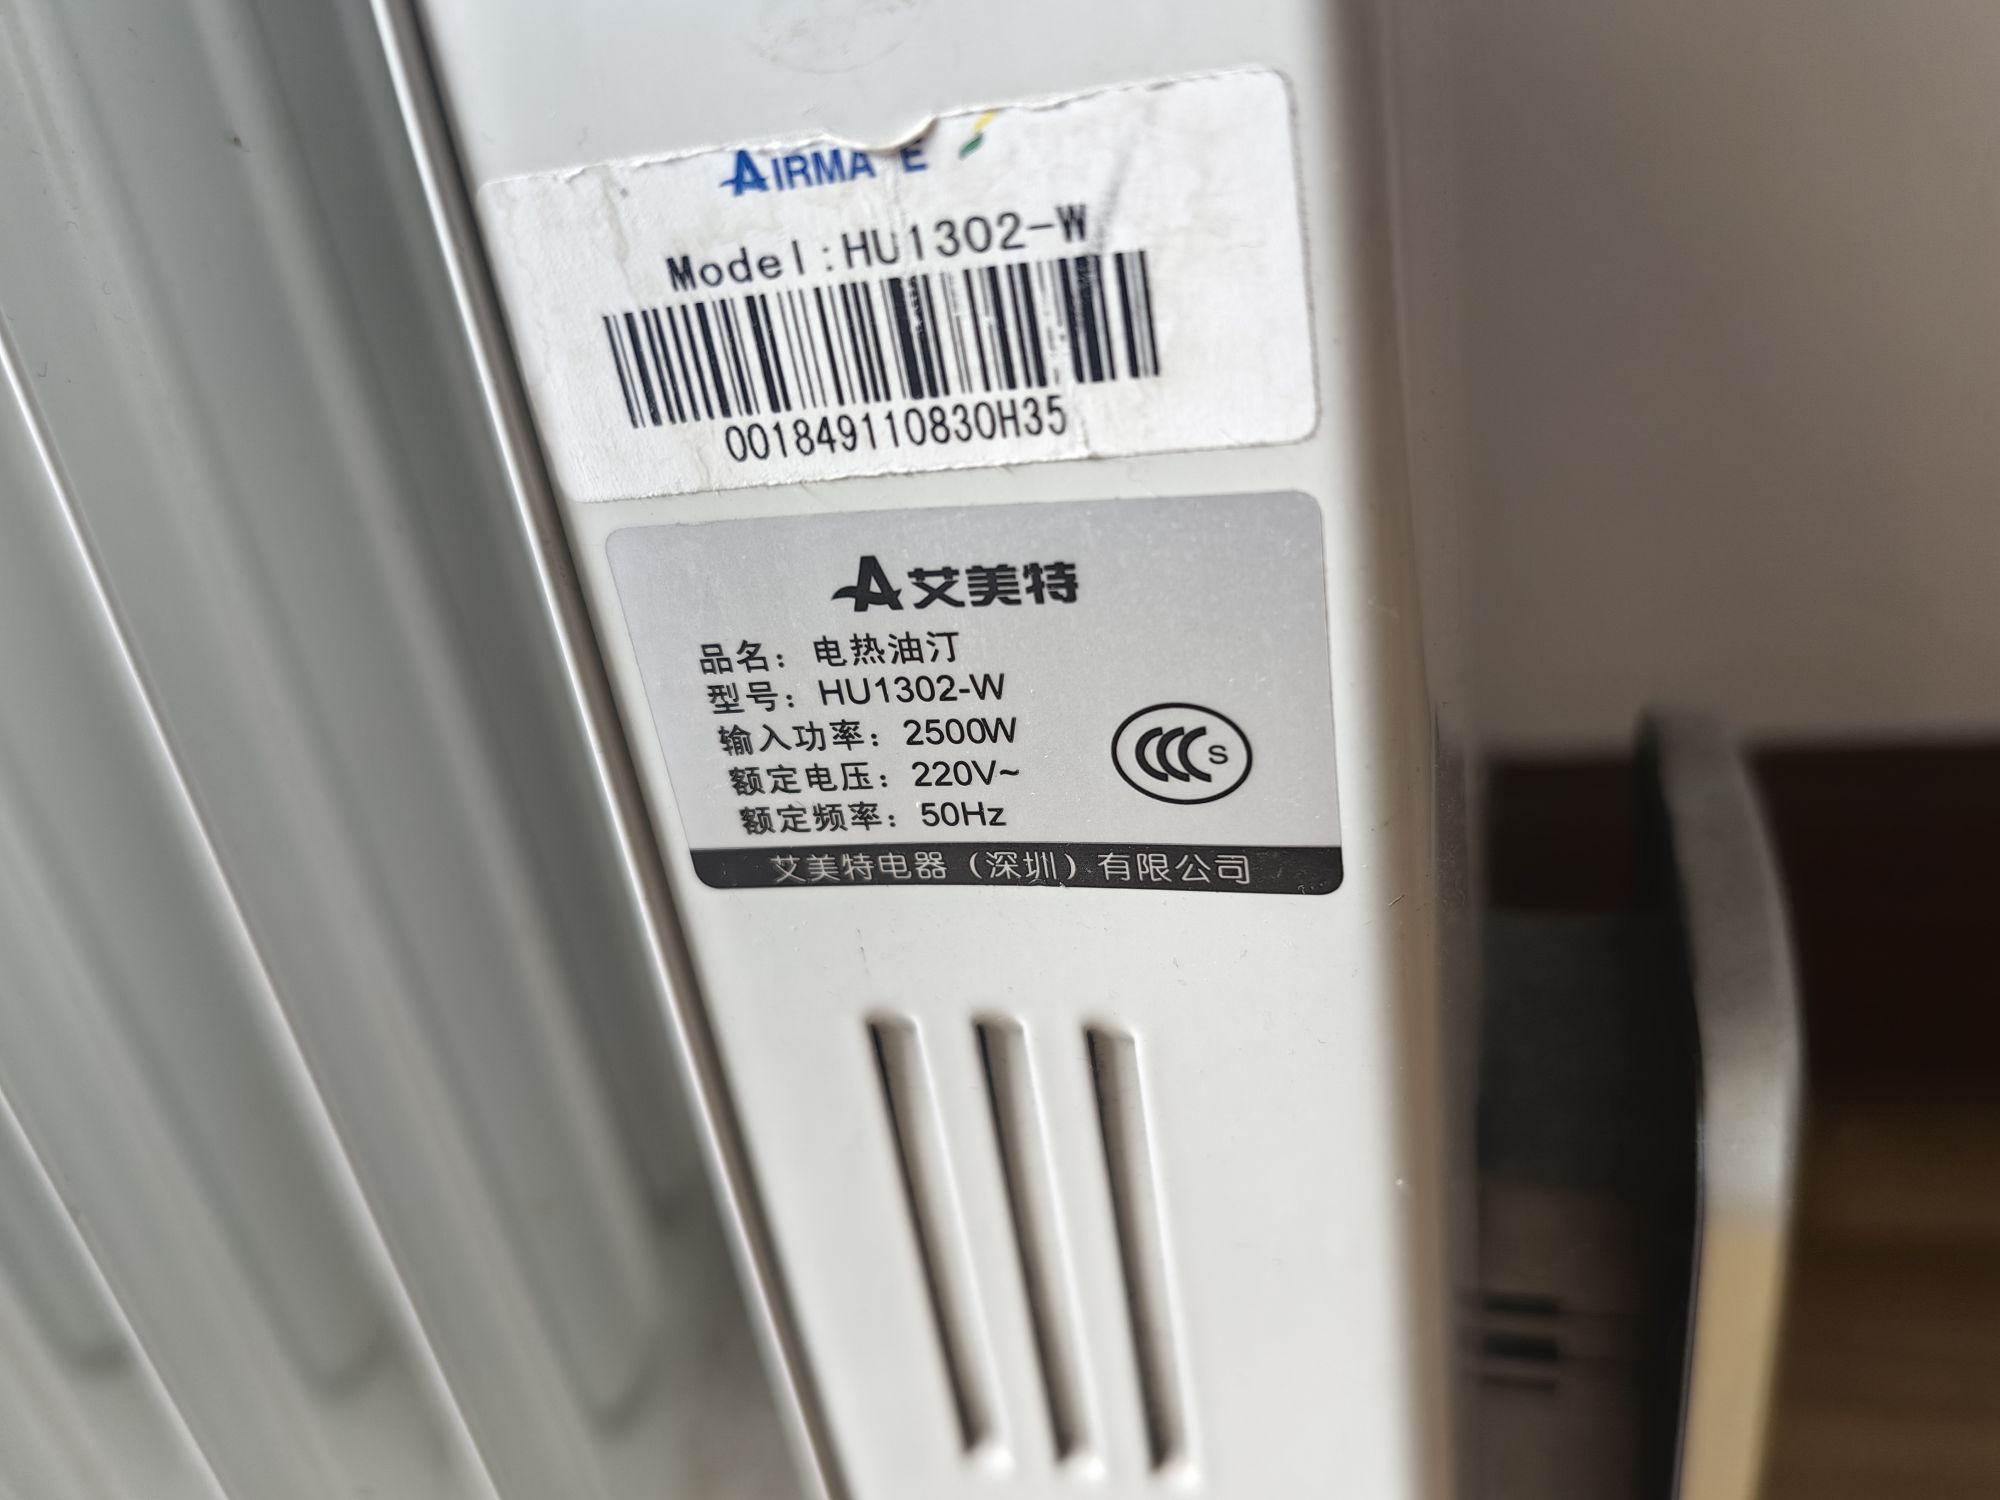 AIRMA E
Model:HU1302-W
001849110830H35
艾美特
品名：电热油汀
型号：HU1302-W
输入功率：2500W
额定电压：220V~
额定频率：50Hz
CCC S
艾美特电器（深圳）有限公司